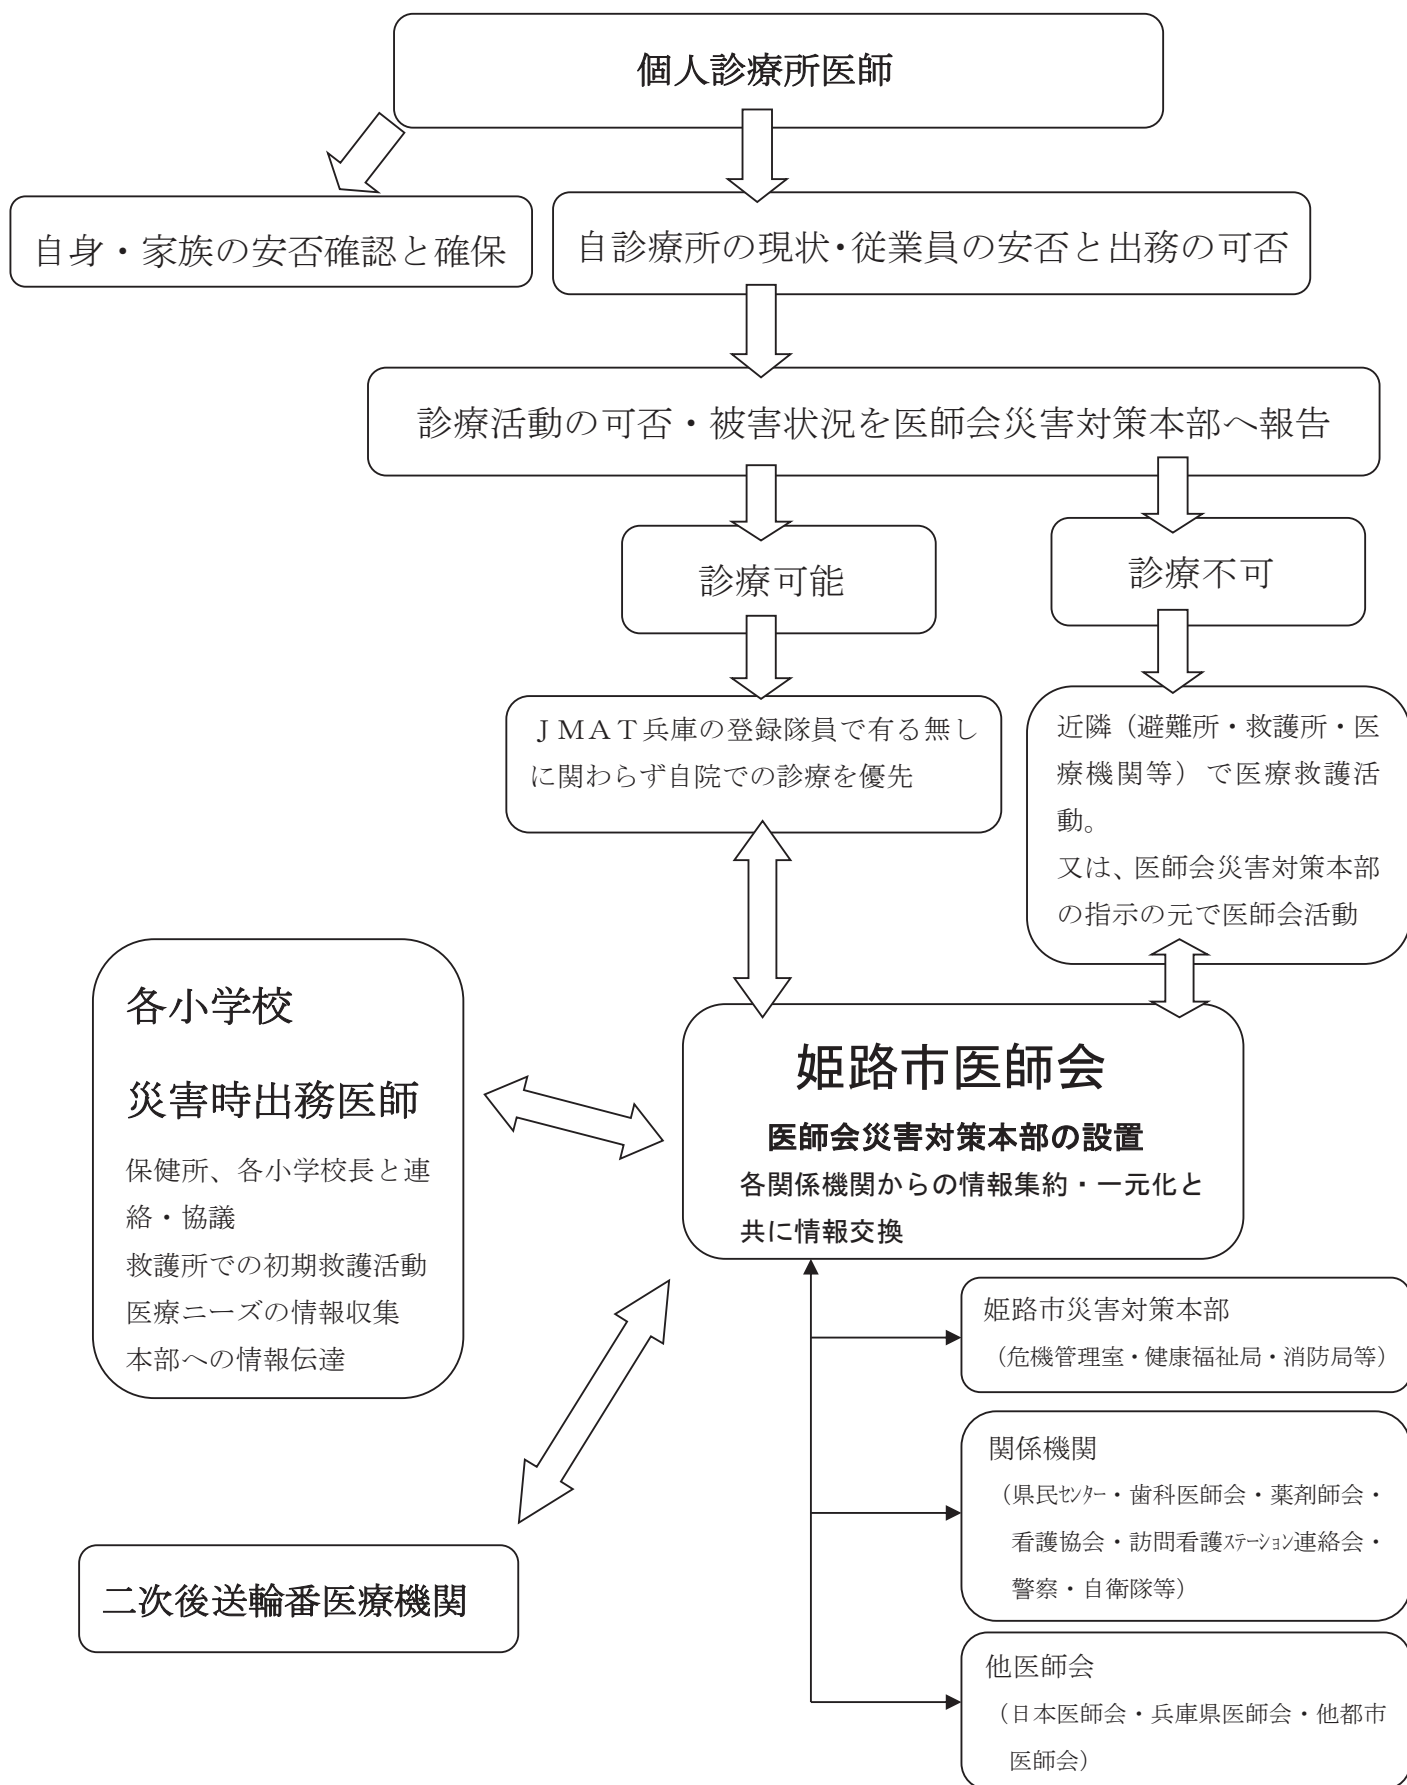 個人診療所医師
自身・家族の安否確認と確保
自診療所の現状・従業員の安否と出務の可否
診療活動の可否・被害状況を医師会災害対策本部へ報告
診療可能
診療不可
ＪＭＡＴ兵庫の登録隊員で有る無し
に関わらず自院での診療を優先
近隣（避難所・救護所・医
療機関等）で医療救護活
動。
又は、医師会災害対策本部
の指示の元で医師会活動
各小学校
災害時出務医師
保健所、各小学校長と連
絡・協議
救護所での初期救護活動
医療ニーズの情報収集
本部への情報伝達
姫路市医師会
医師会災害対策本部の設置
各関係機関からの情報集約・一元化と
共に情報交換
姫路市災害対策本部
（危機管理室・健康福祉局・消防局等）
関係機関
（県民ｾﾝﾀｰ・歯科医師会・薬剤師会・
看護協会・訪問看護ｽﾃｰｼｮﾝ連絡会・
警察・自衛隊等）
二次後送輪番医療機関
他医師会
（日本医師会・兵庫県医師会・他都市
医師会）